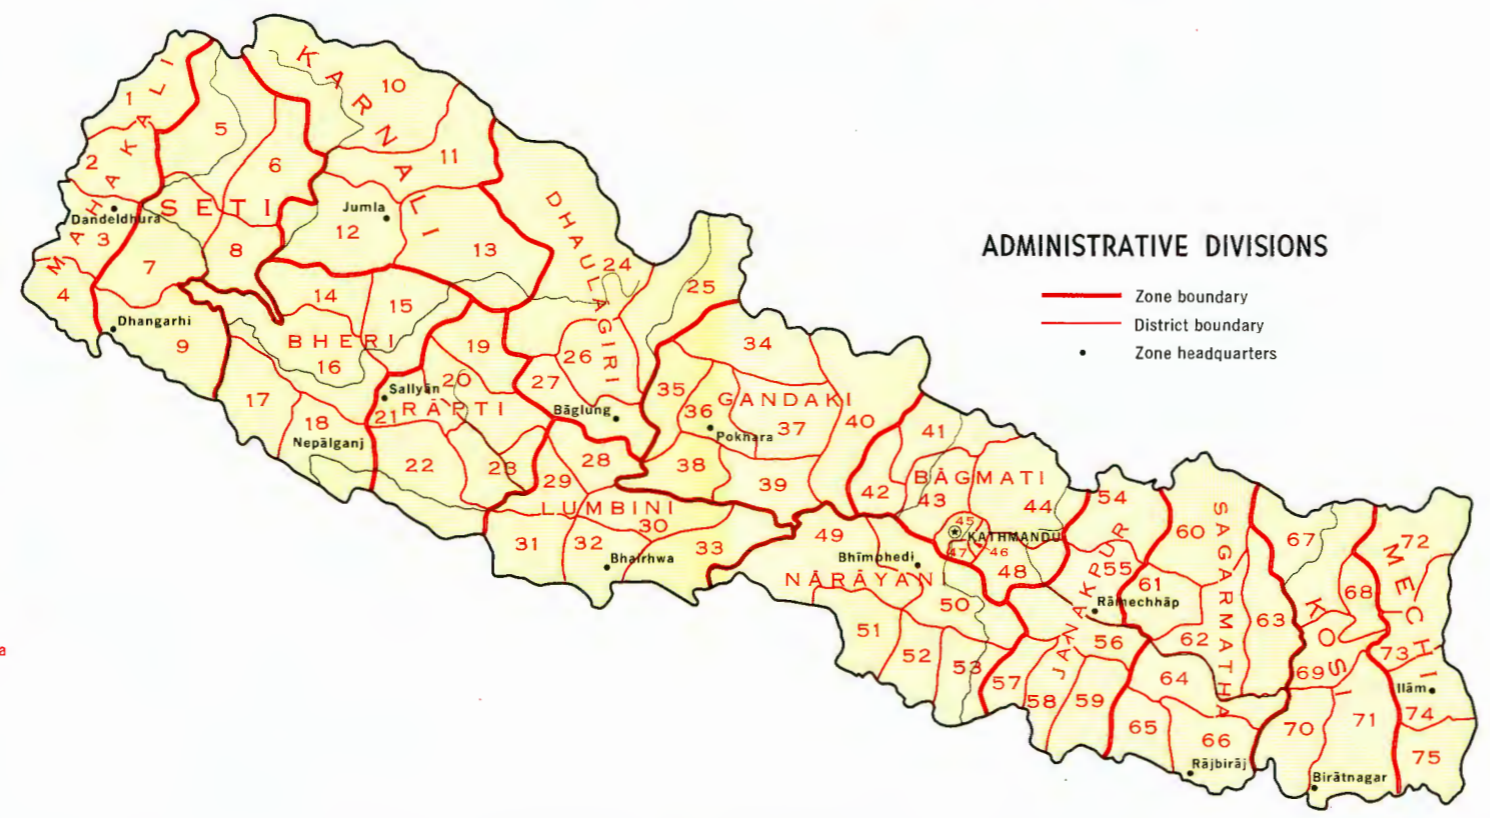 ADMINISTRATIVE DIVISIONS
Zone boundary
District boundary
Zone headquarters
MAHAKALI
1
2
3
4
Dandeldhura
SETI
5
6
7
8
9
Dhangarhi
KARNALI
10
11
12
13
Jumla
BHERI
14
15
16
17
18
Nepālganj
RĀPTI
19
20
21
22
23
Sallyān
DHAULAGIRI
24
25
26
27
Bāglung
LUMBINI
28
29
30
31
32
33
Bhairhwa
GANDAKI
34
35
36
37
38
39
40
Pokhara
BĀGMATI
41
42
43
44
45
46
47
48
KATHMANDU
NĀRĀYANI
49
50
51
52
53
Bhīmphedi
JANAKPUR
54
55
56
57
58
59
Rāmechhāp
SAGARMATHA
60
61
62
63
64
65
66
Rājbirāj
KOSI
67
68
69
70
71
Birātnagar
MECHI
72
73
74
75
Ilām
a